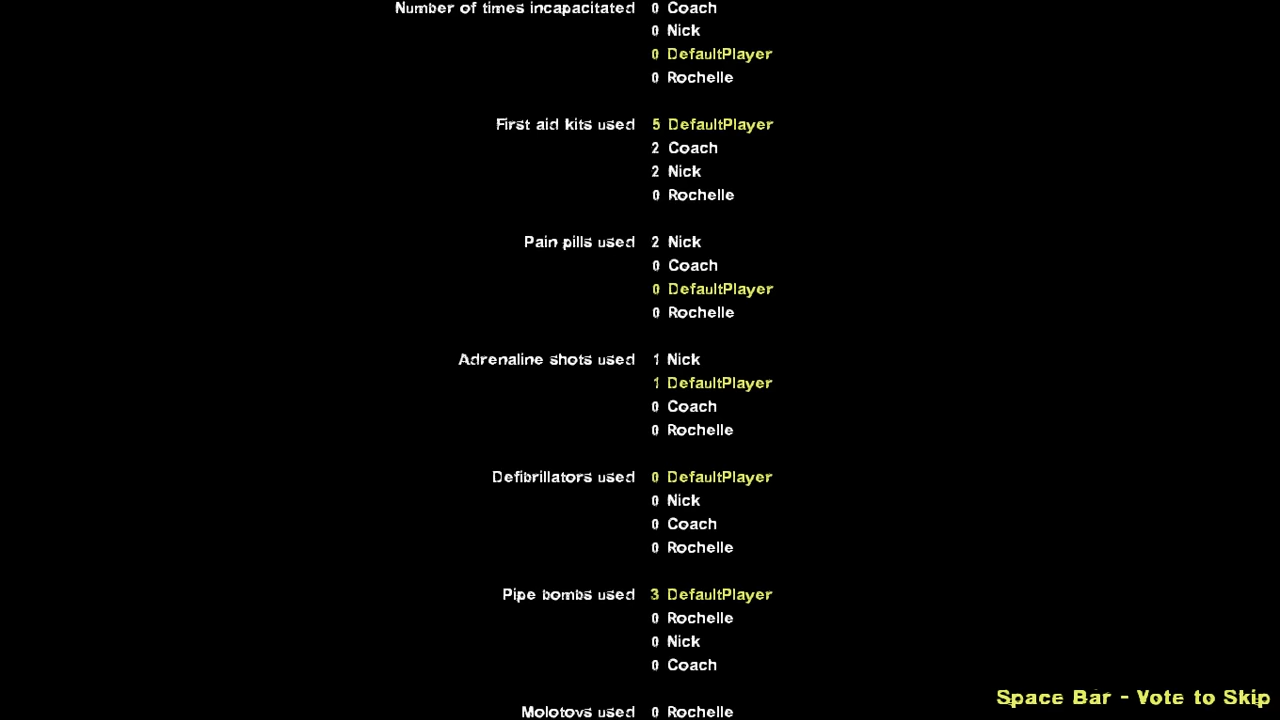 Number of times incapacitated 0 Coach
0 Nick
0 DefaultPlayer
0 Rochelle
First aid kits used 5 DefaultPlayer
2 Coach
2 Nick
0 Rochelle
Pain pills used 2 Nick
0 Coach
0 DefaultPlayer
0 Rochelle
Adrenaline shots used 1 Nick
1 DefaultPlayer
0 Coach
0 Rochelle
Defibrillators used 0 DefaultPlayer
0 Nick
0 Coach
0 Rochelle
Pipe bombs used 3 DefaultPlayer
0 Rochelle
0 Nick
0 Coach
Molotovs used 0 Rochelle
Space Bar - Vote to Skip